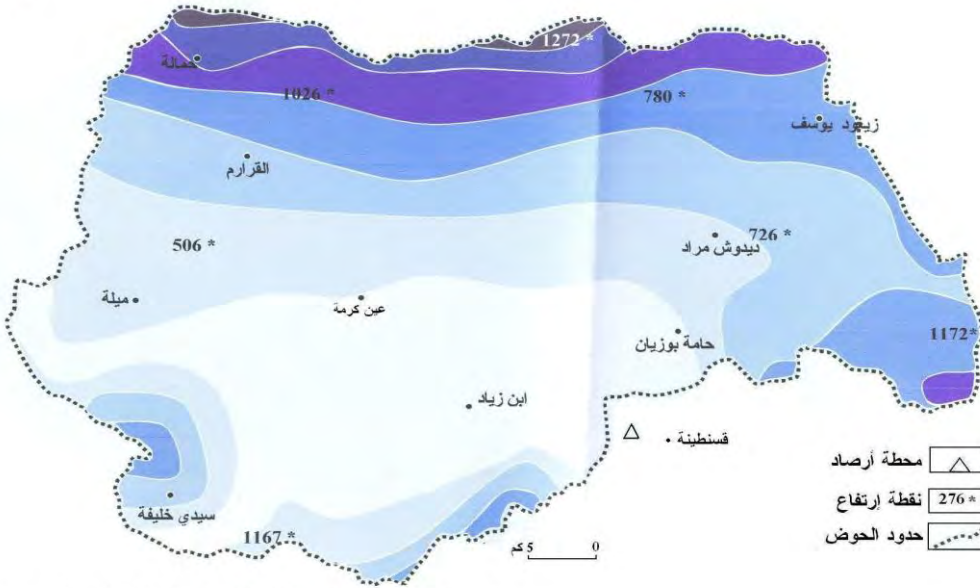 1272 *
حمالة
1026 *
780 *
زيغود يوسف
القرارم
506 *
726 *
ديدوش مراد
ميلة
عين كرمة
حامة بوزيان
1172*
ابن زياد
قسنطينة
محطة أرصاد
سيدي خليفة
276 *
نقطة إرتفاع
1167 *
0
5 كم
حدود الحوض